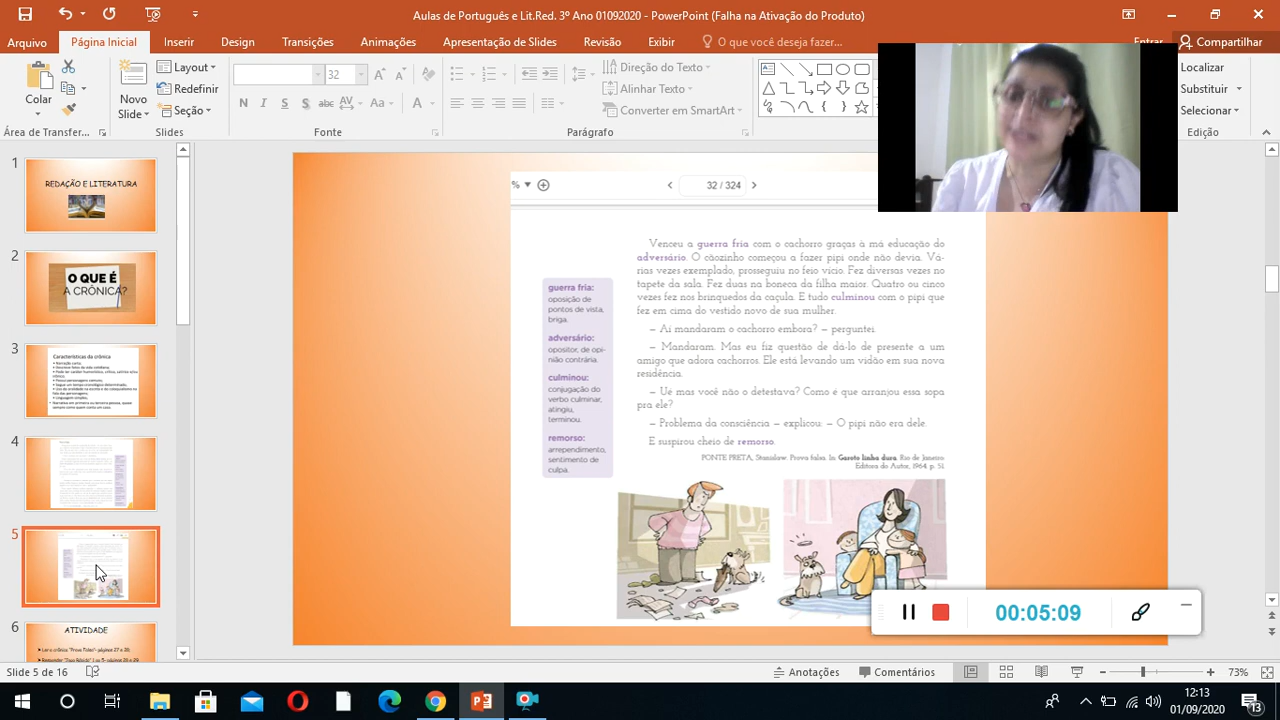 Aulas de Português e Lit.Red. 3º Ano 01092020 - PowerPoint (Falha na Ativação do Produto)
Arquivo
Página Inicial
Inserir
Design
Transições
Animações
Apresentação de Slides
Revisão
Exibir
O que você deseja fazer...
Entrar
Compartilhar
Colar
Novo
Slide
Layout
Redefinir
Seção
32
N I S S abc AV Aa A
Direção do Texto
Alinhar Texto
Converter em SmartArt
Localizar
Substituir
Selecionar
Área de Transfer...
Slides
Fonte
Parágrafo
Edição
1
REDAÇÃO E LITERATURA
2
O QUE É
A CRÔNICA?
3
Características da crônica
4
5
6
ATIVIDADE
% 32 / 324
Venceu a guerra fria com o cachorro graças à má educação do
adversário. O cãozinho começou a fazer pipi onde não devia. Vá-
rias vezes exemplado, prosseguiu no feio vício. Fez diversas vezes no
tapete da sala. Fez duas na boneca da filha maior. Quatro ou cinco
vezes fez nos brinquedos da caçula. E tudo culminou com o pipi que
fez em cima do vestido novo de sua mulher.
— Aí mandaram o cachorro embora? — perguntei.
— Mandaram. Mas eu fiz questão de dá-lo de presente a um
amigo que adora cachorros. Ele está levando um vidão em sua nova
residência.
— Ué mas você não o detestava? Como é que arranjou essa sopa
pra ele?
— Problema da consciência — explicou: — O pipi não era dele.
E suspirou cheio de remorso.
PONTE PRETA, Stanislaw. Prova falsa. In: Garoto linha dura. Rio de Janeiro:
Editora do Autor, 1964. p. 51.
guerra fria:
oposição de
pontos de vista,
briga.
adversário:
opositor, de opi-
nião contrária.
culminou:
conjugação do
verbo culminar,
atingiu,
terminou.
remorso:
arrependimento,
sentimento de
culpa.
00:05:09
Slide 5 de 16
Anotações
Comentários
73%
12:13
01/09/2020
13